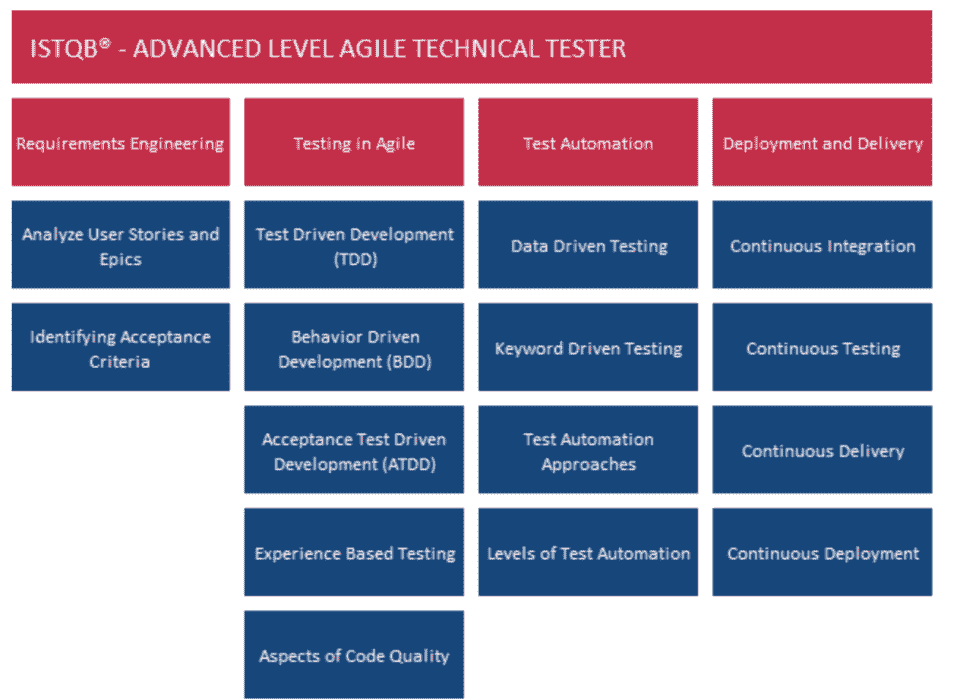 ISTQB® - ADVANCED LEVEL AGILE TECHNICAL TESTER
Requirements Engineering
Testing in Agile
Test Automation
Deployment and Delivery
Analyze User Stories and
Epics
Test Driven Development
(TDD)
Data Driven Testing
Continuous Integration
Identifying Acceptance
Criteria
Behavior Driven
Development (BDD)
Keyword Driven Testing
Continuous Testing
Acceptance Test Driven
Development (ATDD)
Test Automation
Approaches
Continuous Delivery
Experience Based Testing
Levels of Test Automation
Continuous Deployment
Aspects of Code Quality